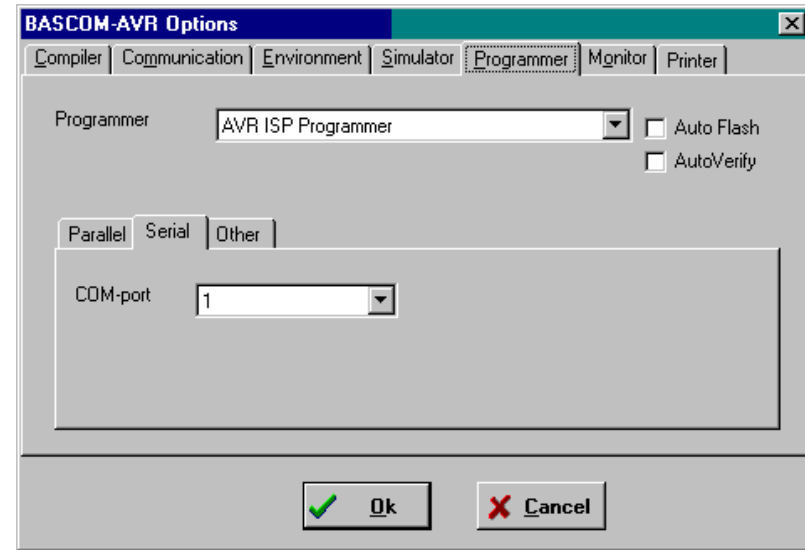 BASCOM-AVR Options
Compiler Communication Environment Simulator Programmer Monitor Printer
Programmer AVR ISP Programmer Auto Flash
AutoVerify
Parallel Serial Other
COM-port 1
Ok Cancel